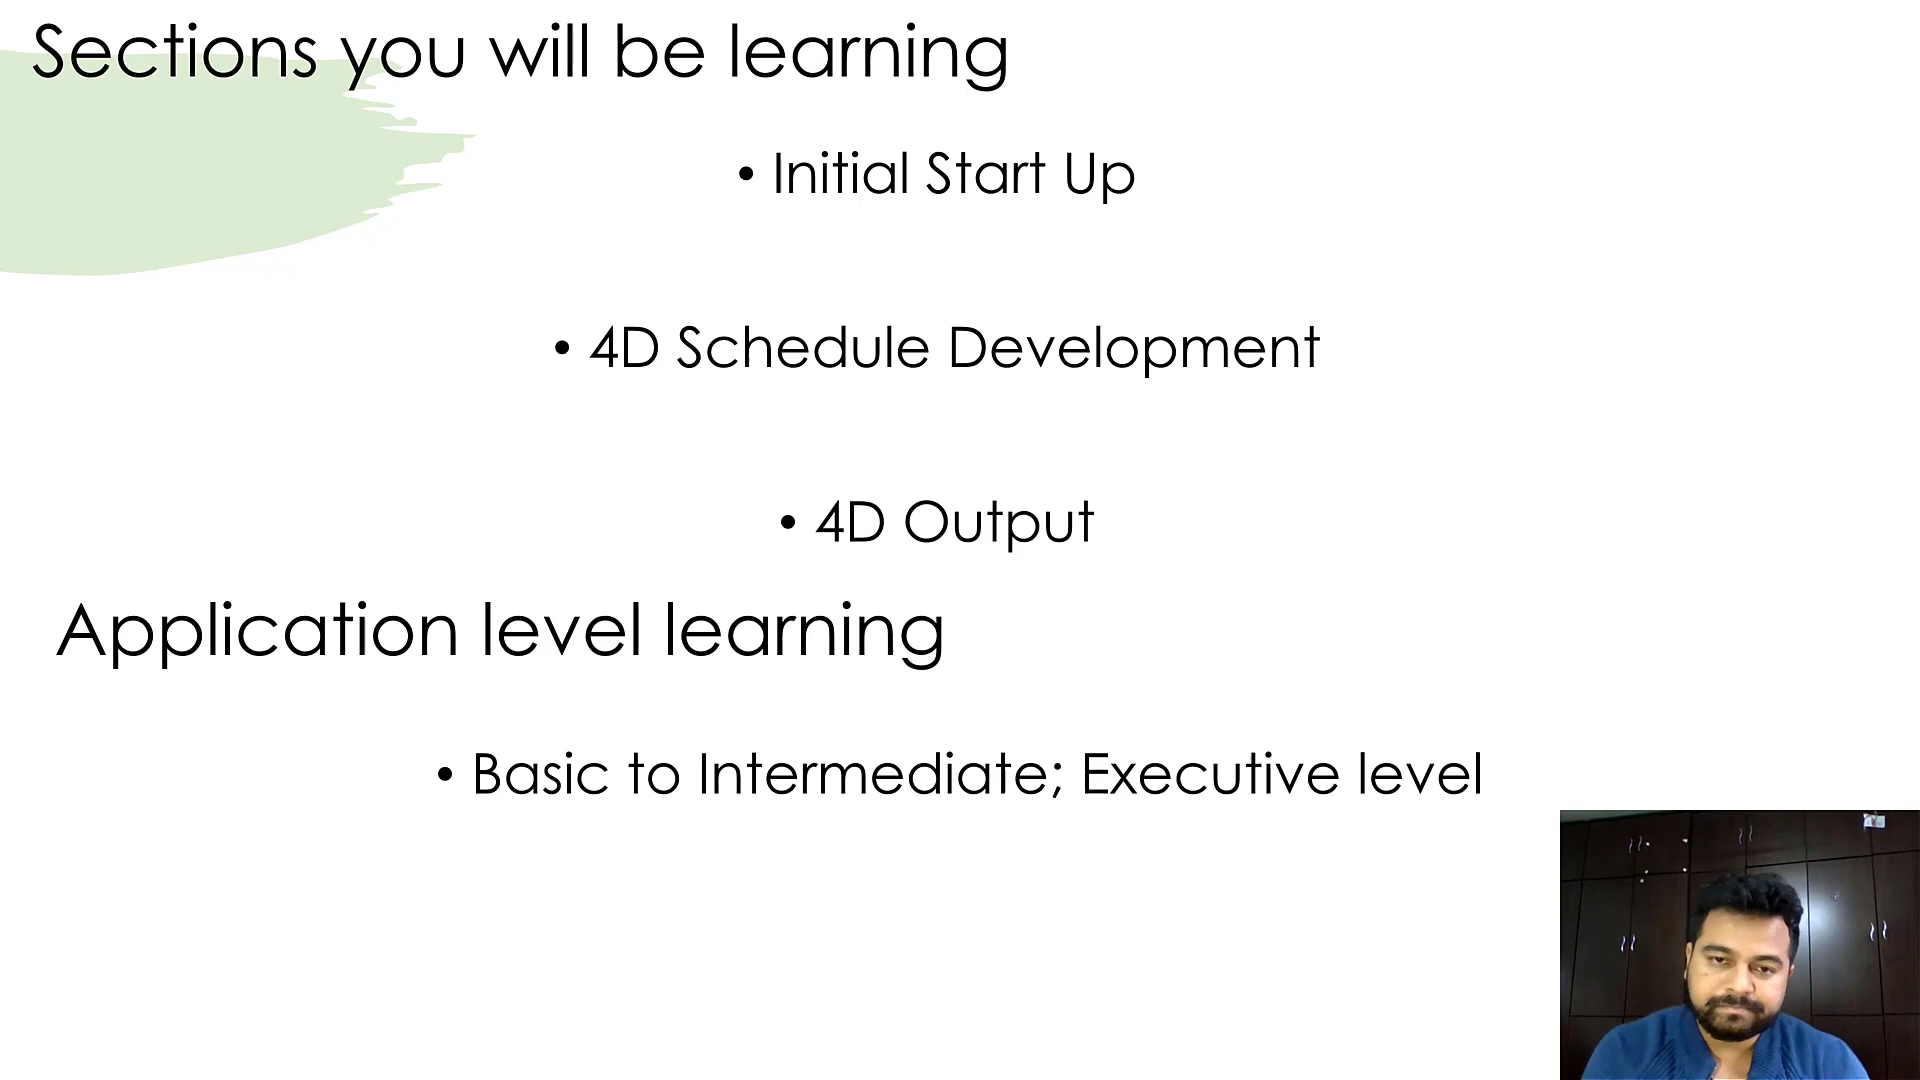 Sections you will be learning
• Initial Start Up
• 4D Schedule Development
• 4D Output
Application level learning
• Basic to Intermediate; Executive level